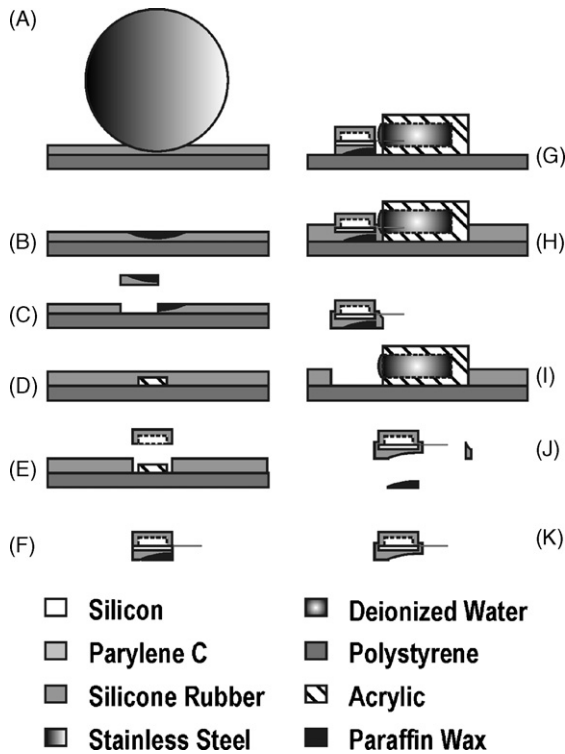 (A)
(B)
(C)
(D)
(E)
(F)
(G)
(H)
(I)
(J)
(K)
Silicon
Parylene C
Silicone Rubber
Stainless Steel
Deionized Water
Polystyrene
Acrylic
Paraffin Wax